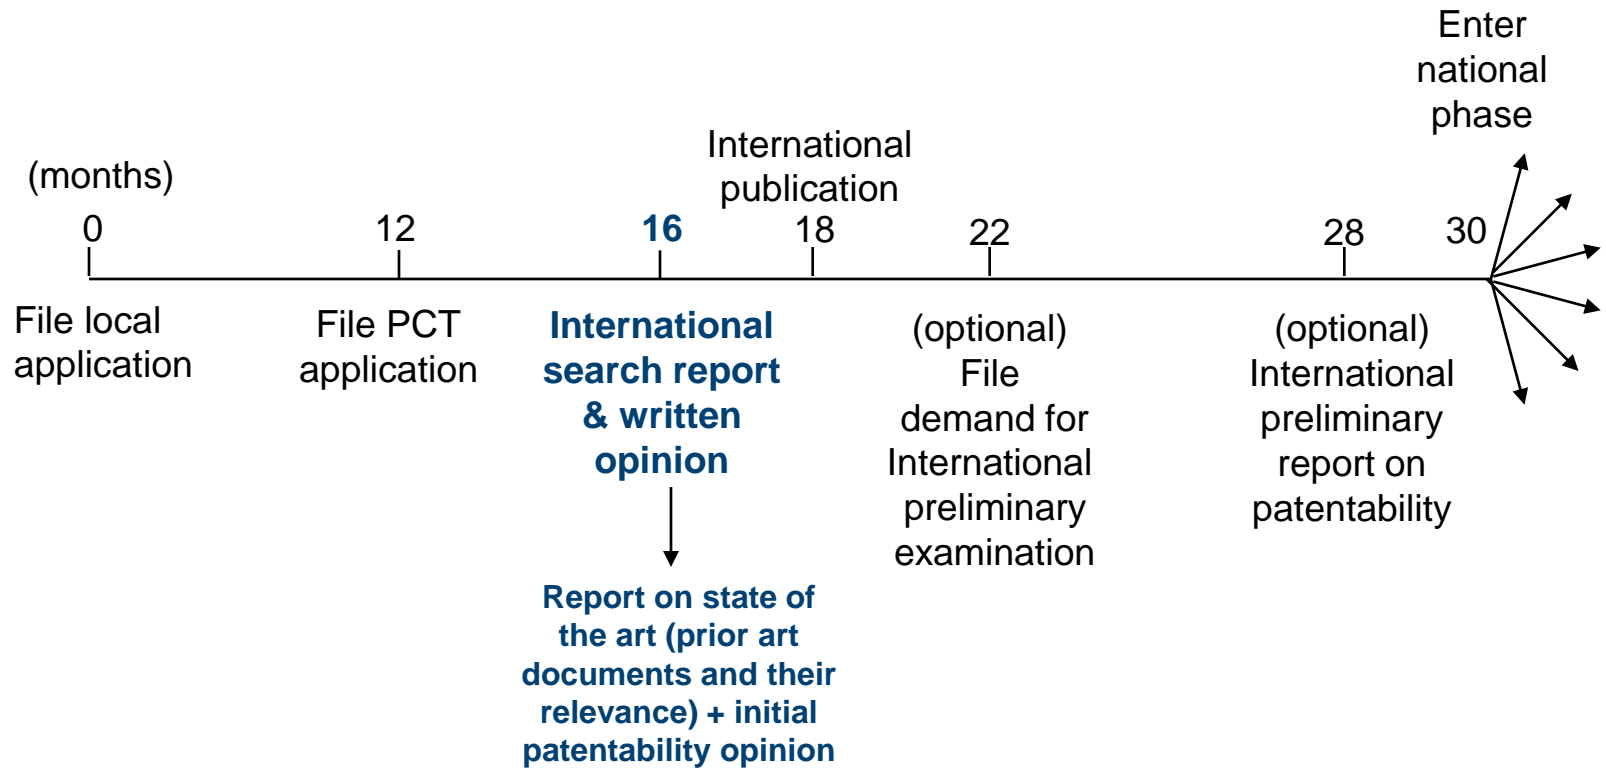 (months)
0
File local
application
12
File PCT
application
16
International
search report
& written
opinion
Report on state of
the art (prior art
documents and their
relevance) + initial
patentability opinion
International
publication
18
22
(optional)
File
demand for
International
preliminary
examination
28
(optional)
International
preliminary
report on
patentability
30
Enter
national
phase